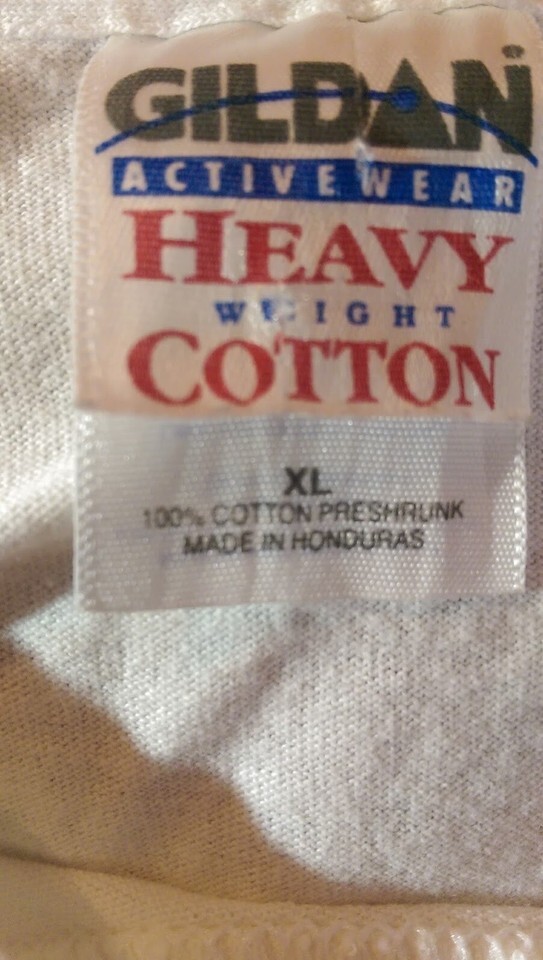 GILDAN®
ACTIVEWEAR
HEAVY
WEIGHT
COTTON
XL
100% COTTON PRESHRUNK
MADE IN HONDURAS